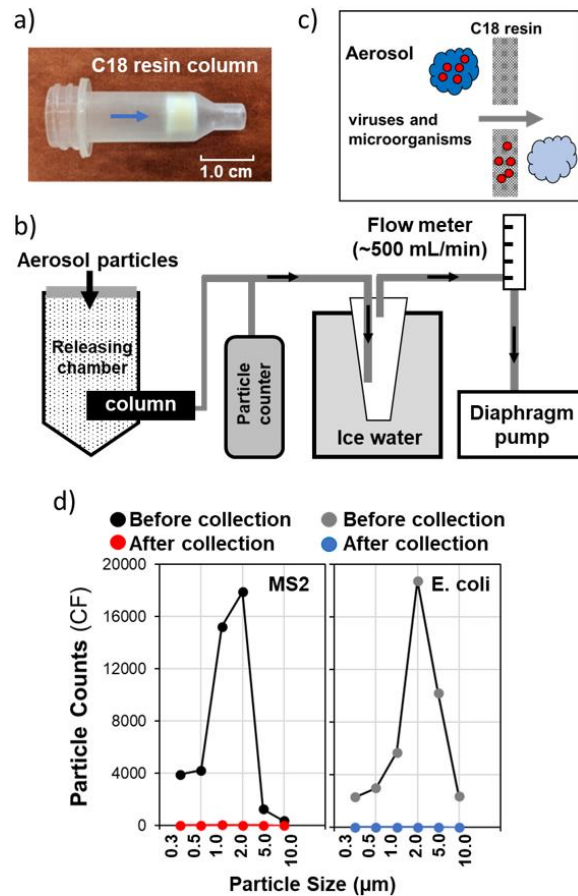 a)
C18 resin column
1.0 cm
c)
C18 resin
Aerosol
viruses and
microorganisms
b)
Flow meter
(~500 mL/min)
Aerosol particles
Releasing
chamber
column
Particle
counter
Ice water
Diaphragm
pump
d)
Before collection
Before collection
After collection
After collection
MS2
E. coli
20000
16000
12000
8000
4000
0
Particle Counts (CF)
0.3 0.5 1.0 2.0 5.0 10.0
0.3 0.5 1.0 2.0 5.0 10.0
Particle Size (µm)